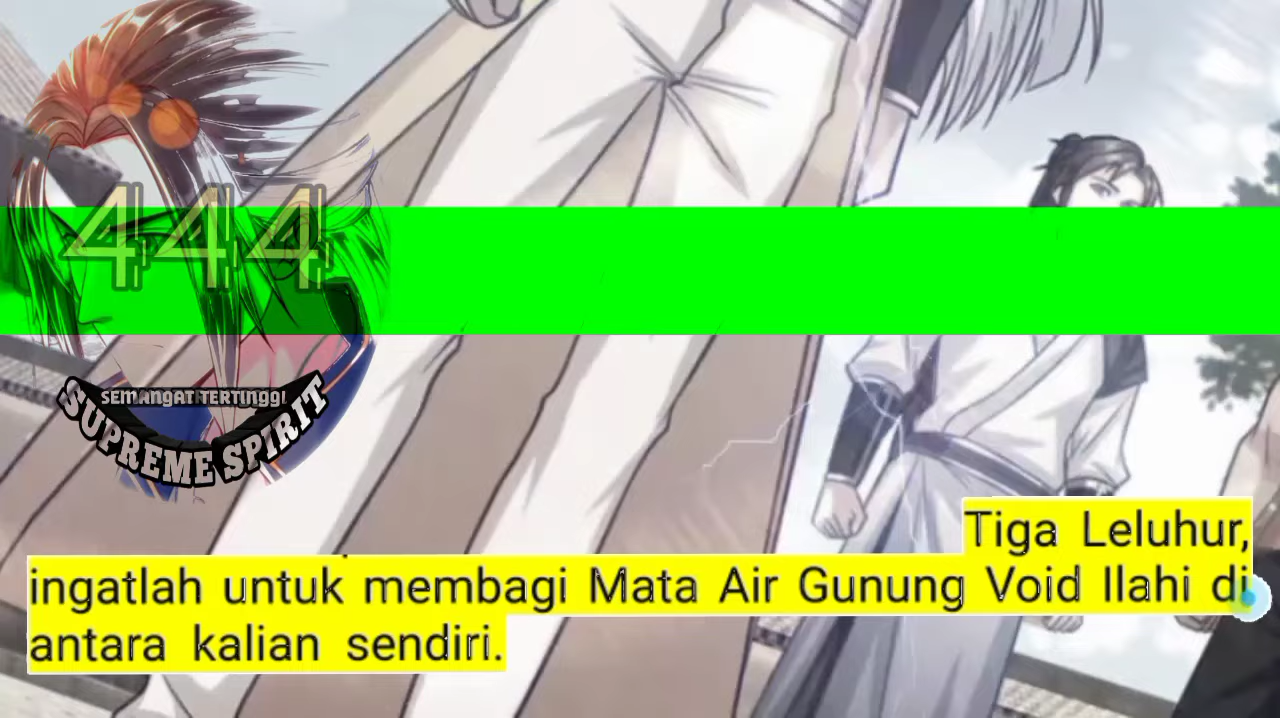 444
SEMANGAT TERTINGGI
SUPREME SPIRIT
Tiga Leluhur,
ingatlah untuk membagi Mata Air Gunung Void Ilahi di
antara kalian sendiri.